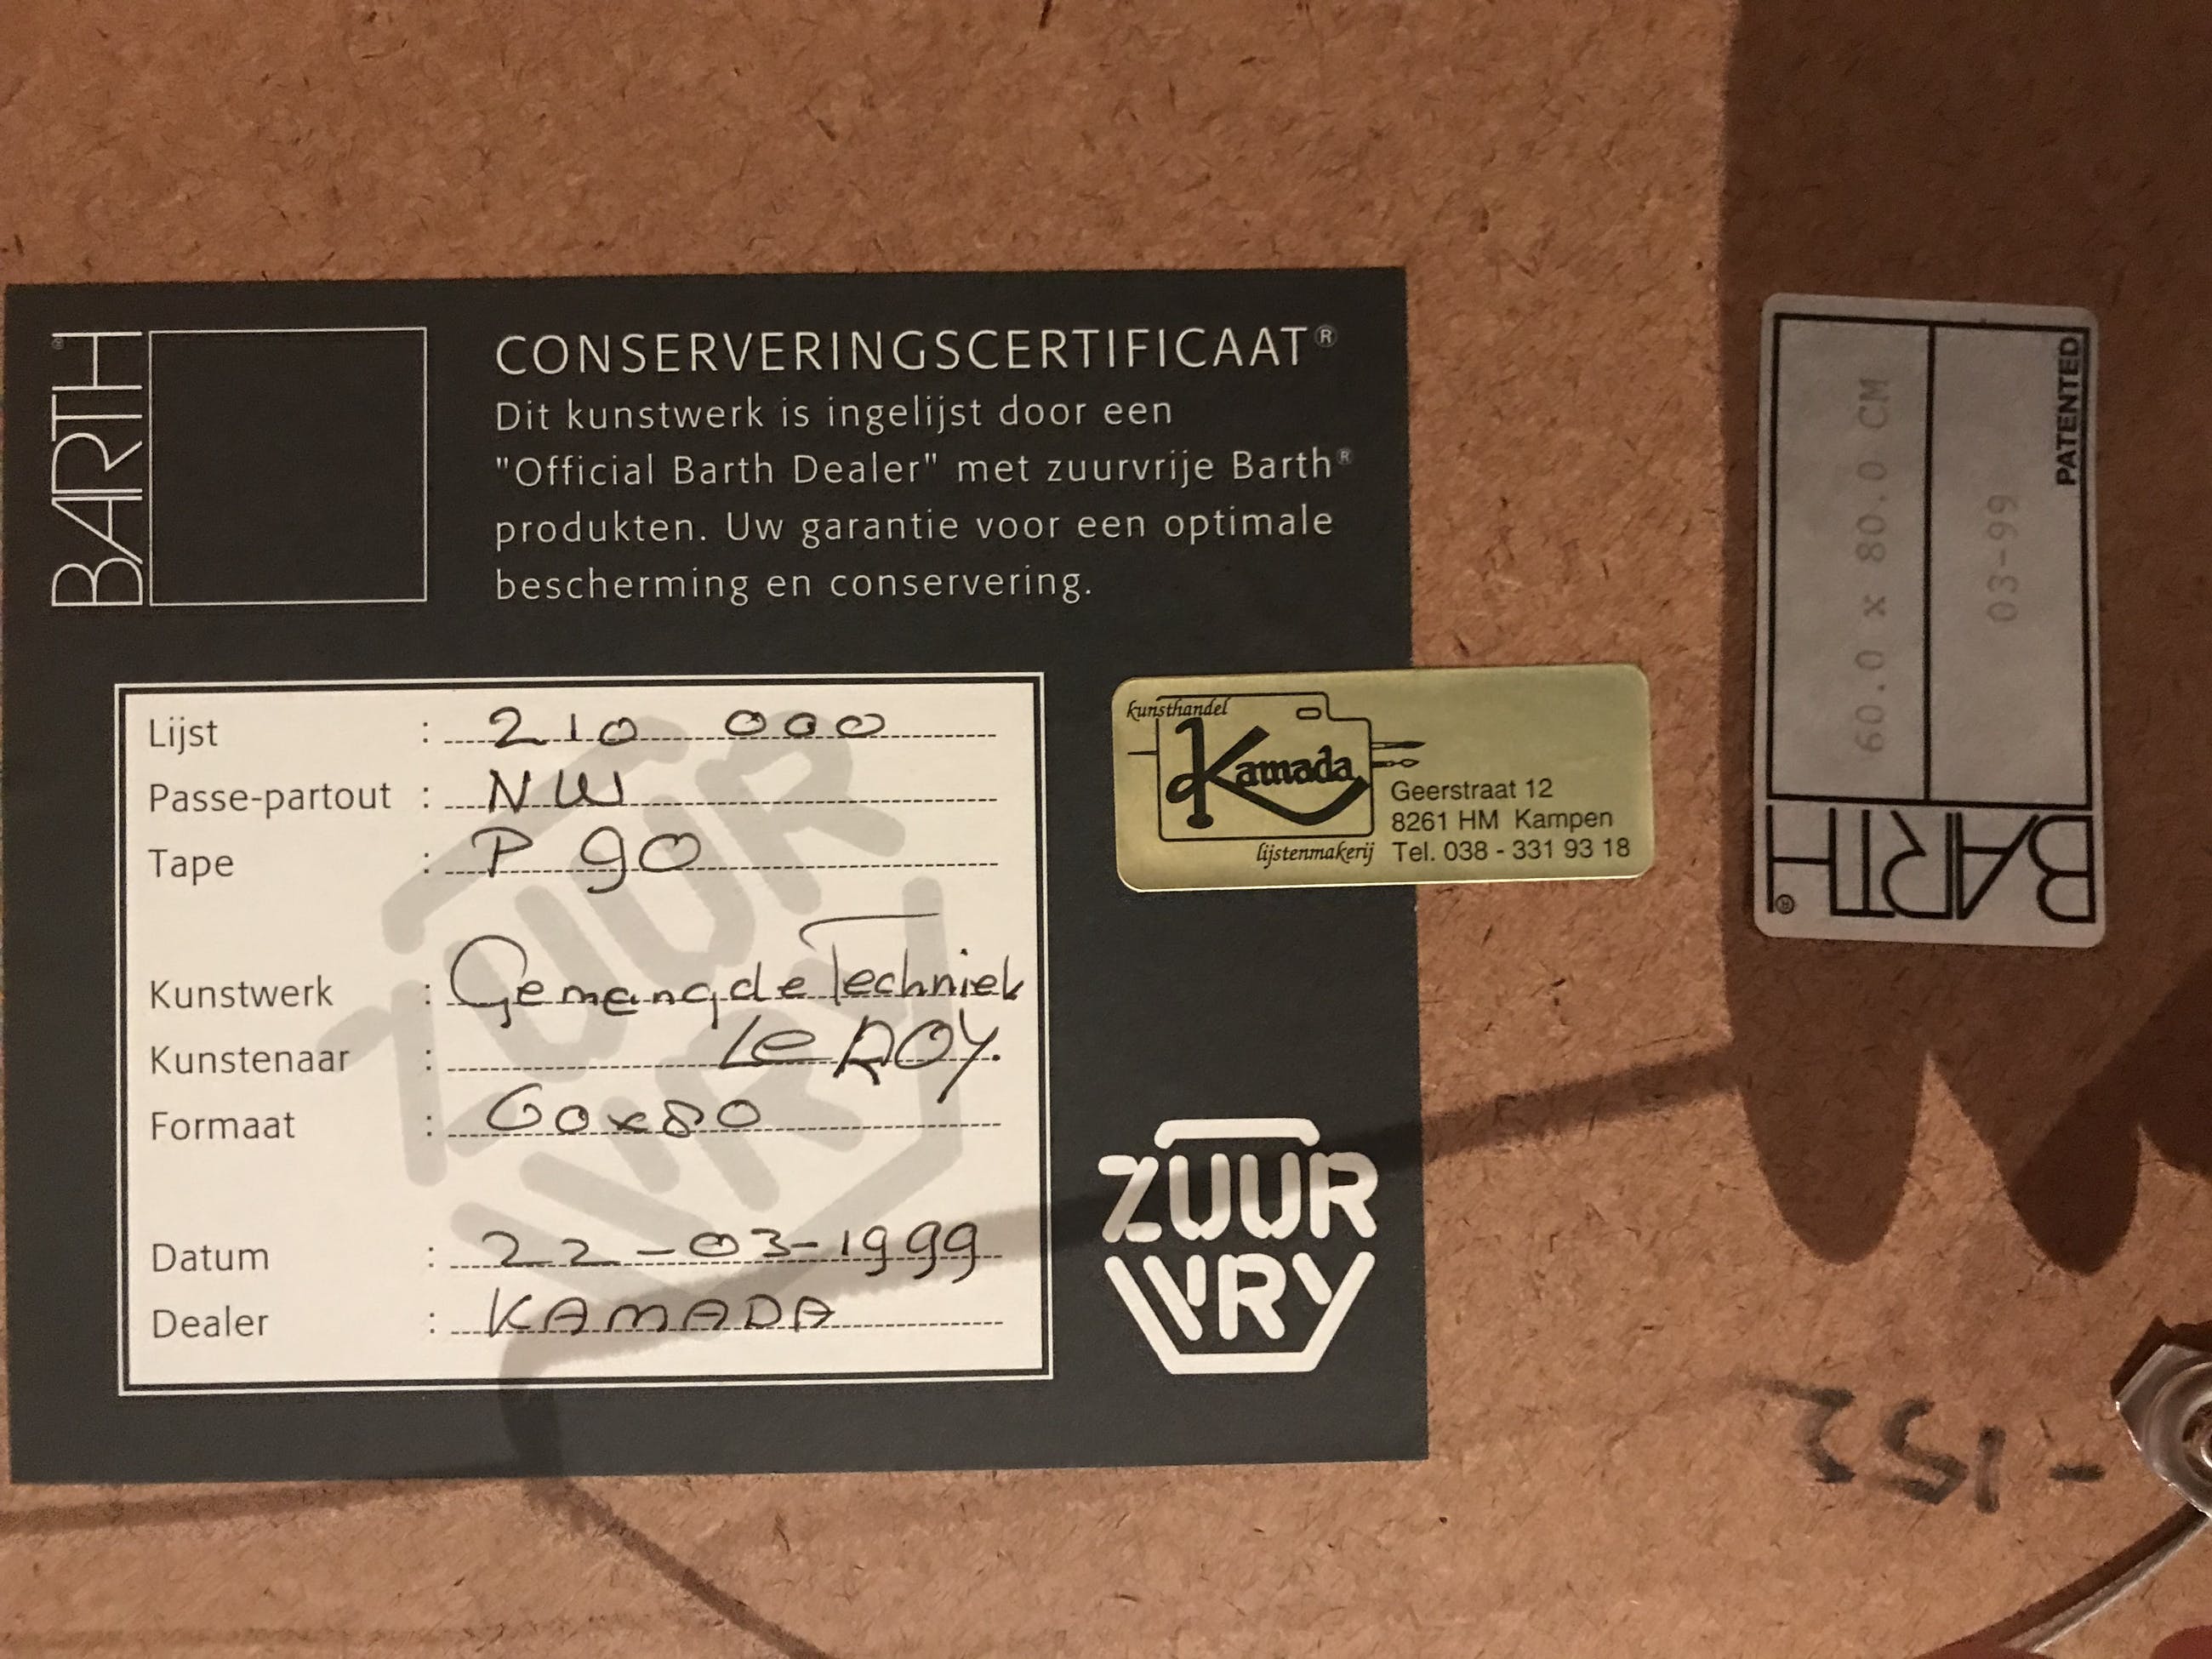 BARTH®
CONSERVERINGSCERTIFICAAT®
Dit kunstwerk is ingelijst door een
"Official Barth Dealer" met zuurvrije Barth®
produkten. Uw garantie voor een optimale
bescherming en conservering.
Lijst : 210 000
Passe-partout : NW
Tape : P 90
Kunstwerk : Gemengde Techniek
Kunstenaar : Le ROY.
Formaat : 60x80
Datum : 22-03-1999
Dealer : KAMADA
ZUUR
VRY
kunsthandel
Kamada
lijstenmakerij
Geerstraat 12
8261 HM Kampen
Tel. 038 - 331 93 18
ZUUR
VRY
BARTH®
60.0 x 80.0 CM
03-99
PATENTED
- 152